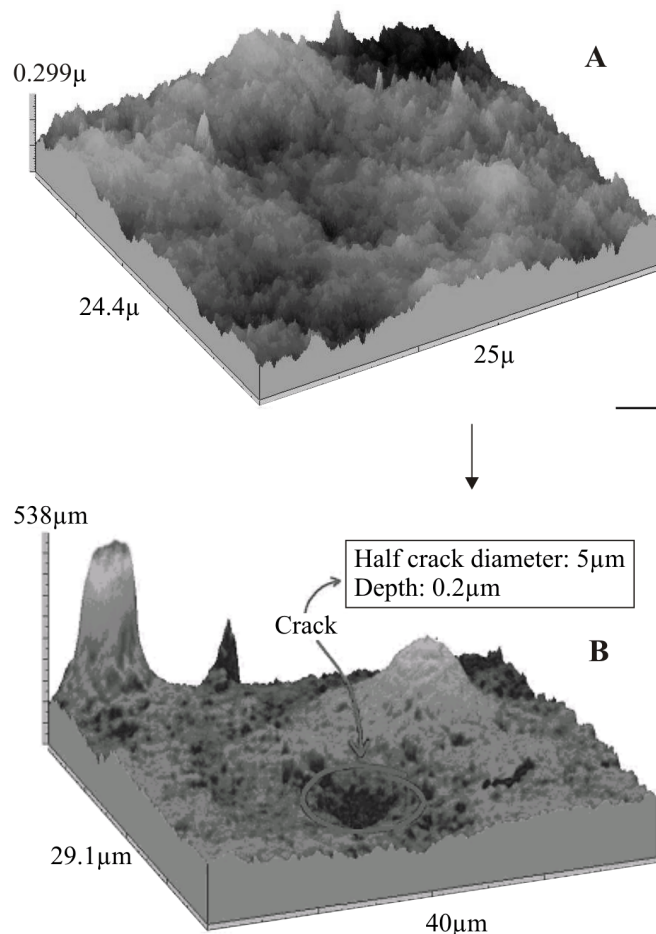 A
0.299µ
24.4µ
25µ
538µm
Half crack diameter: 5µm
Depth: 0.2µm
Crack
B
29.1µm
40µm